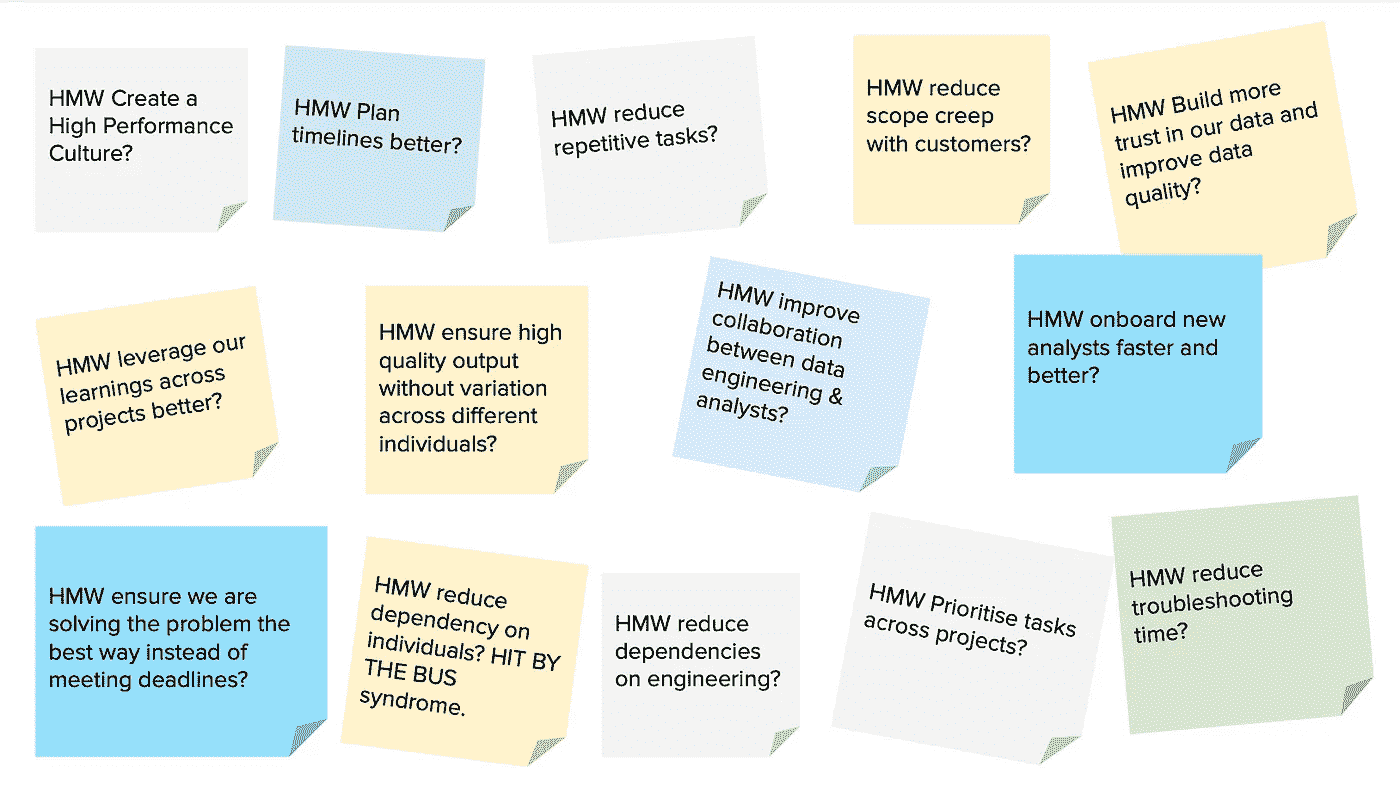 HMW Create a
High Performance
Culture?
HMW Plan
timelines better?
HMW reduce
repetitive tasks?
HMW reduce
scope creep
with customers?
HMW Build more
trust in our data and
improve data
quality?
HMW leverage our
learnings across
projects better?
HMW ensure high
quality output
without variation
across different
individuals?
HMW improve
collaboration
between data
engineering &
analysts?
HMW onboard new
analysts faster and
better?
HMW ensure we are
solving the problem the
best way instead of
meeting deadlines?
HMW reduce
dependency on
individuals? HIT BY
THE BUS
syndrome.
HMW reduce
dependencies
on engineering?
HMW Prioritise tasks
across projects?
HMW reduce
troubleshooting
time?